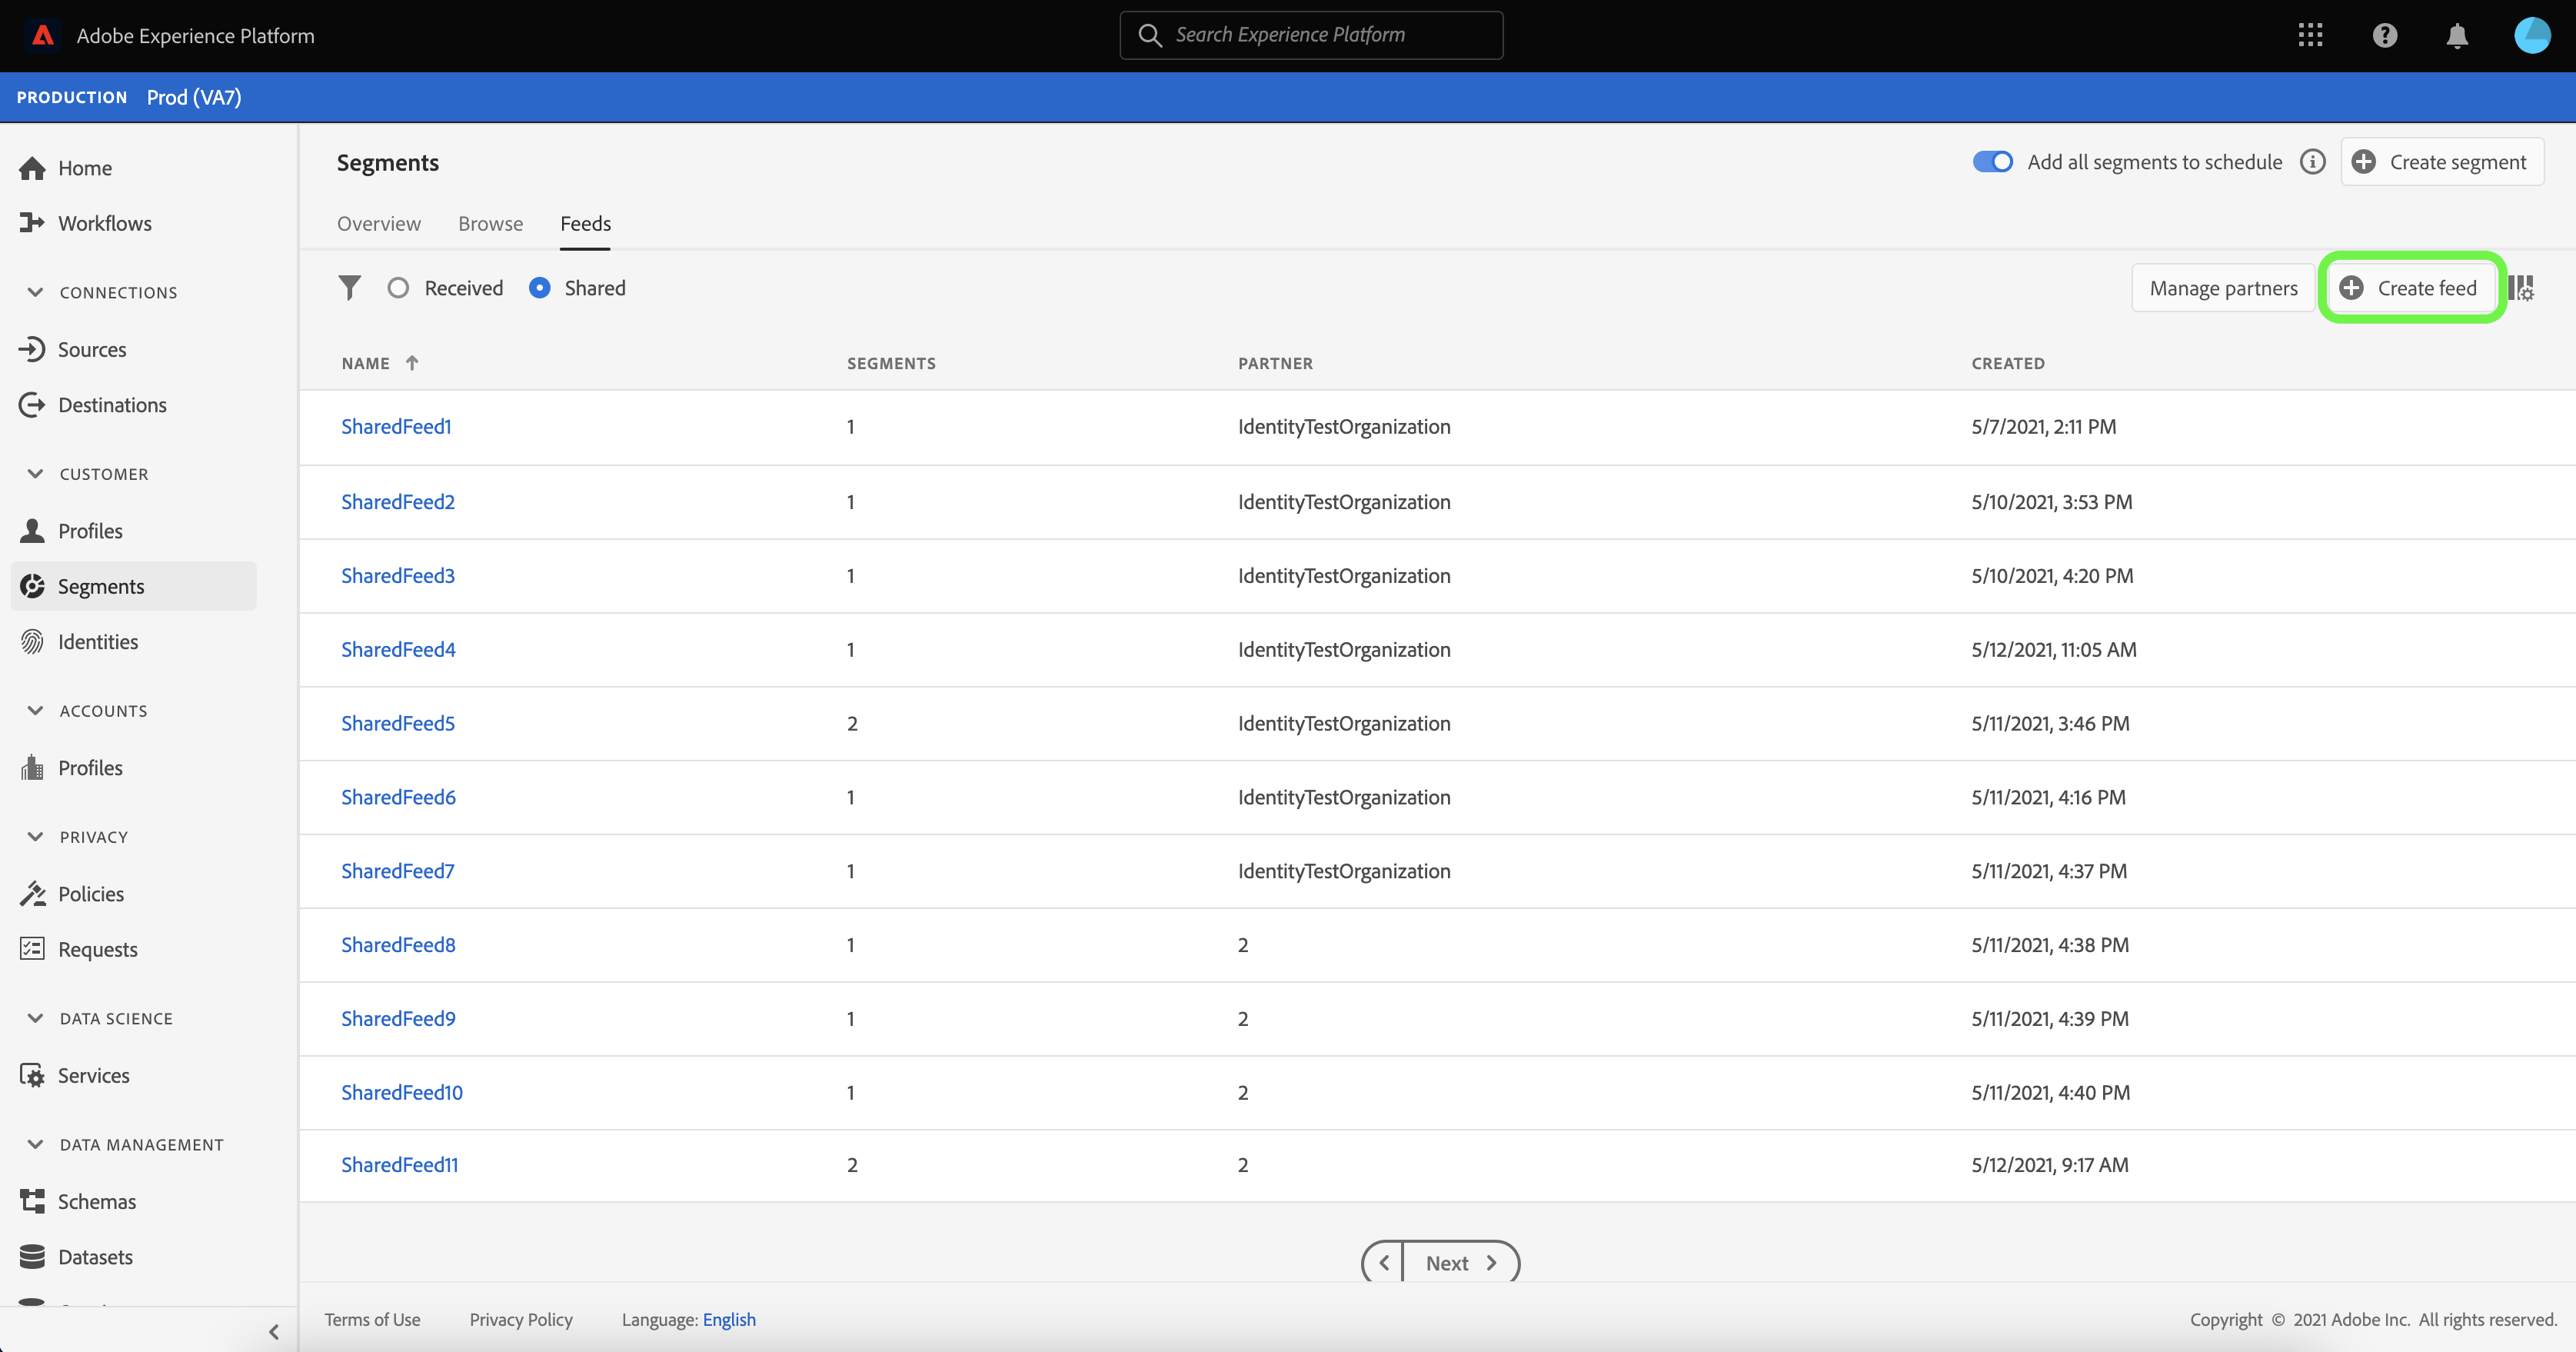 Adobe Experience Platform
Search Experience Platform
PRODUCTION Prod (VA7)
Home
Workflows
CONNECTIONS
Sources
Destinations
CUSTOMER
Profiles
Segments
Identities
ACCOUNTS
Profiles
PRIVACY
Policies
Requests
DATA SCIENCE
Services
DATA MANAGEMENT
Schemas
Datasets
Segments
Add all segments to schedule
Create segment
Overview Browse Feeds
Received Shared
Manage partners
Create feed
NAME SEGMENTS PARTNER CREATED
SharedFeed1 1 IdentityTestOrganization 5/7/2021, 2:11 PM
SharedFeed2 1 IdentityTestOrganization 5/10/2021, 3:53 PM
SharedFeed3 1 IdentityTestOrganization 5/10/2021, 4:20 PM
SharedFeed4 1 IdentityTestOrganization 5/12/2021, 11:05 AM
SharedFeed5 2 IdentityTestOrganization 5/11/2021, 3:46 PM
SharedFeed6 1 IdentityTestOrganization 5/11/2021, 4:16 PM
SharedFeed7 1 IdentityTestOrganization 5/11/2021, 4:37 PM
SharedFeed8 1 2 5/11/2021, 4:38 PM
SharedFeed9 1 2 5/11/2021, 4:39 PM
SharedFeed10 1 2 5/11/2021, 4:40 PM
SharedFeed11 2 2 5/12/2021, 9:17 AM
Next
Terms of Use Privacy Policy Language: English
Copyright © 2021 Adobe Inc. All rights reserved.